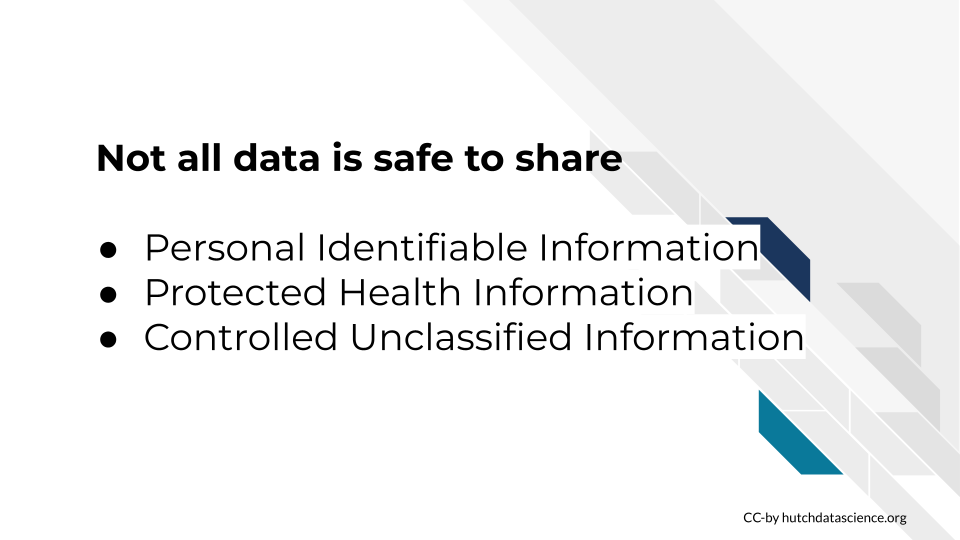 Not all data is safe to share
● Personal Identifiable Information
● Protected Health Information
● Controlled Unclassified Information
CC-by hutchdatascience.org